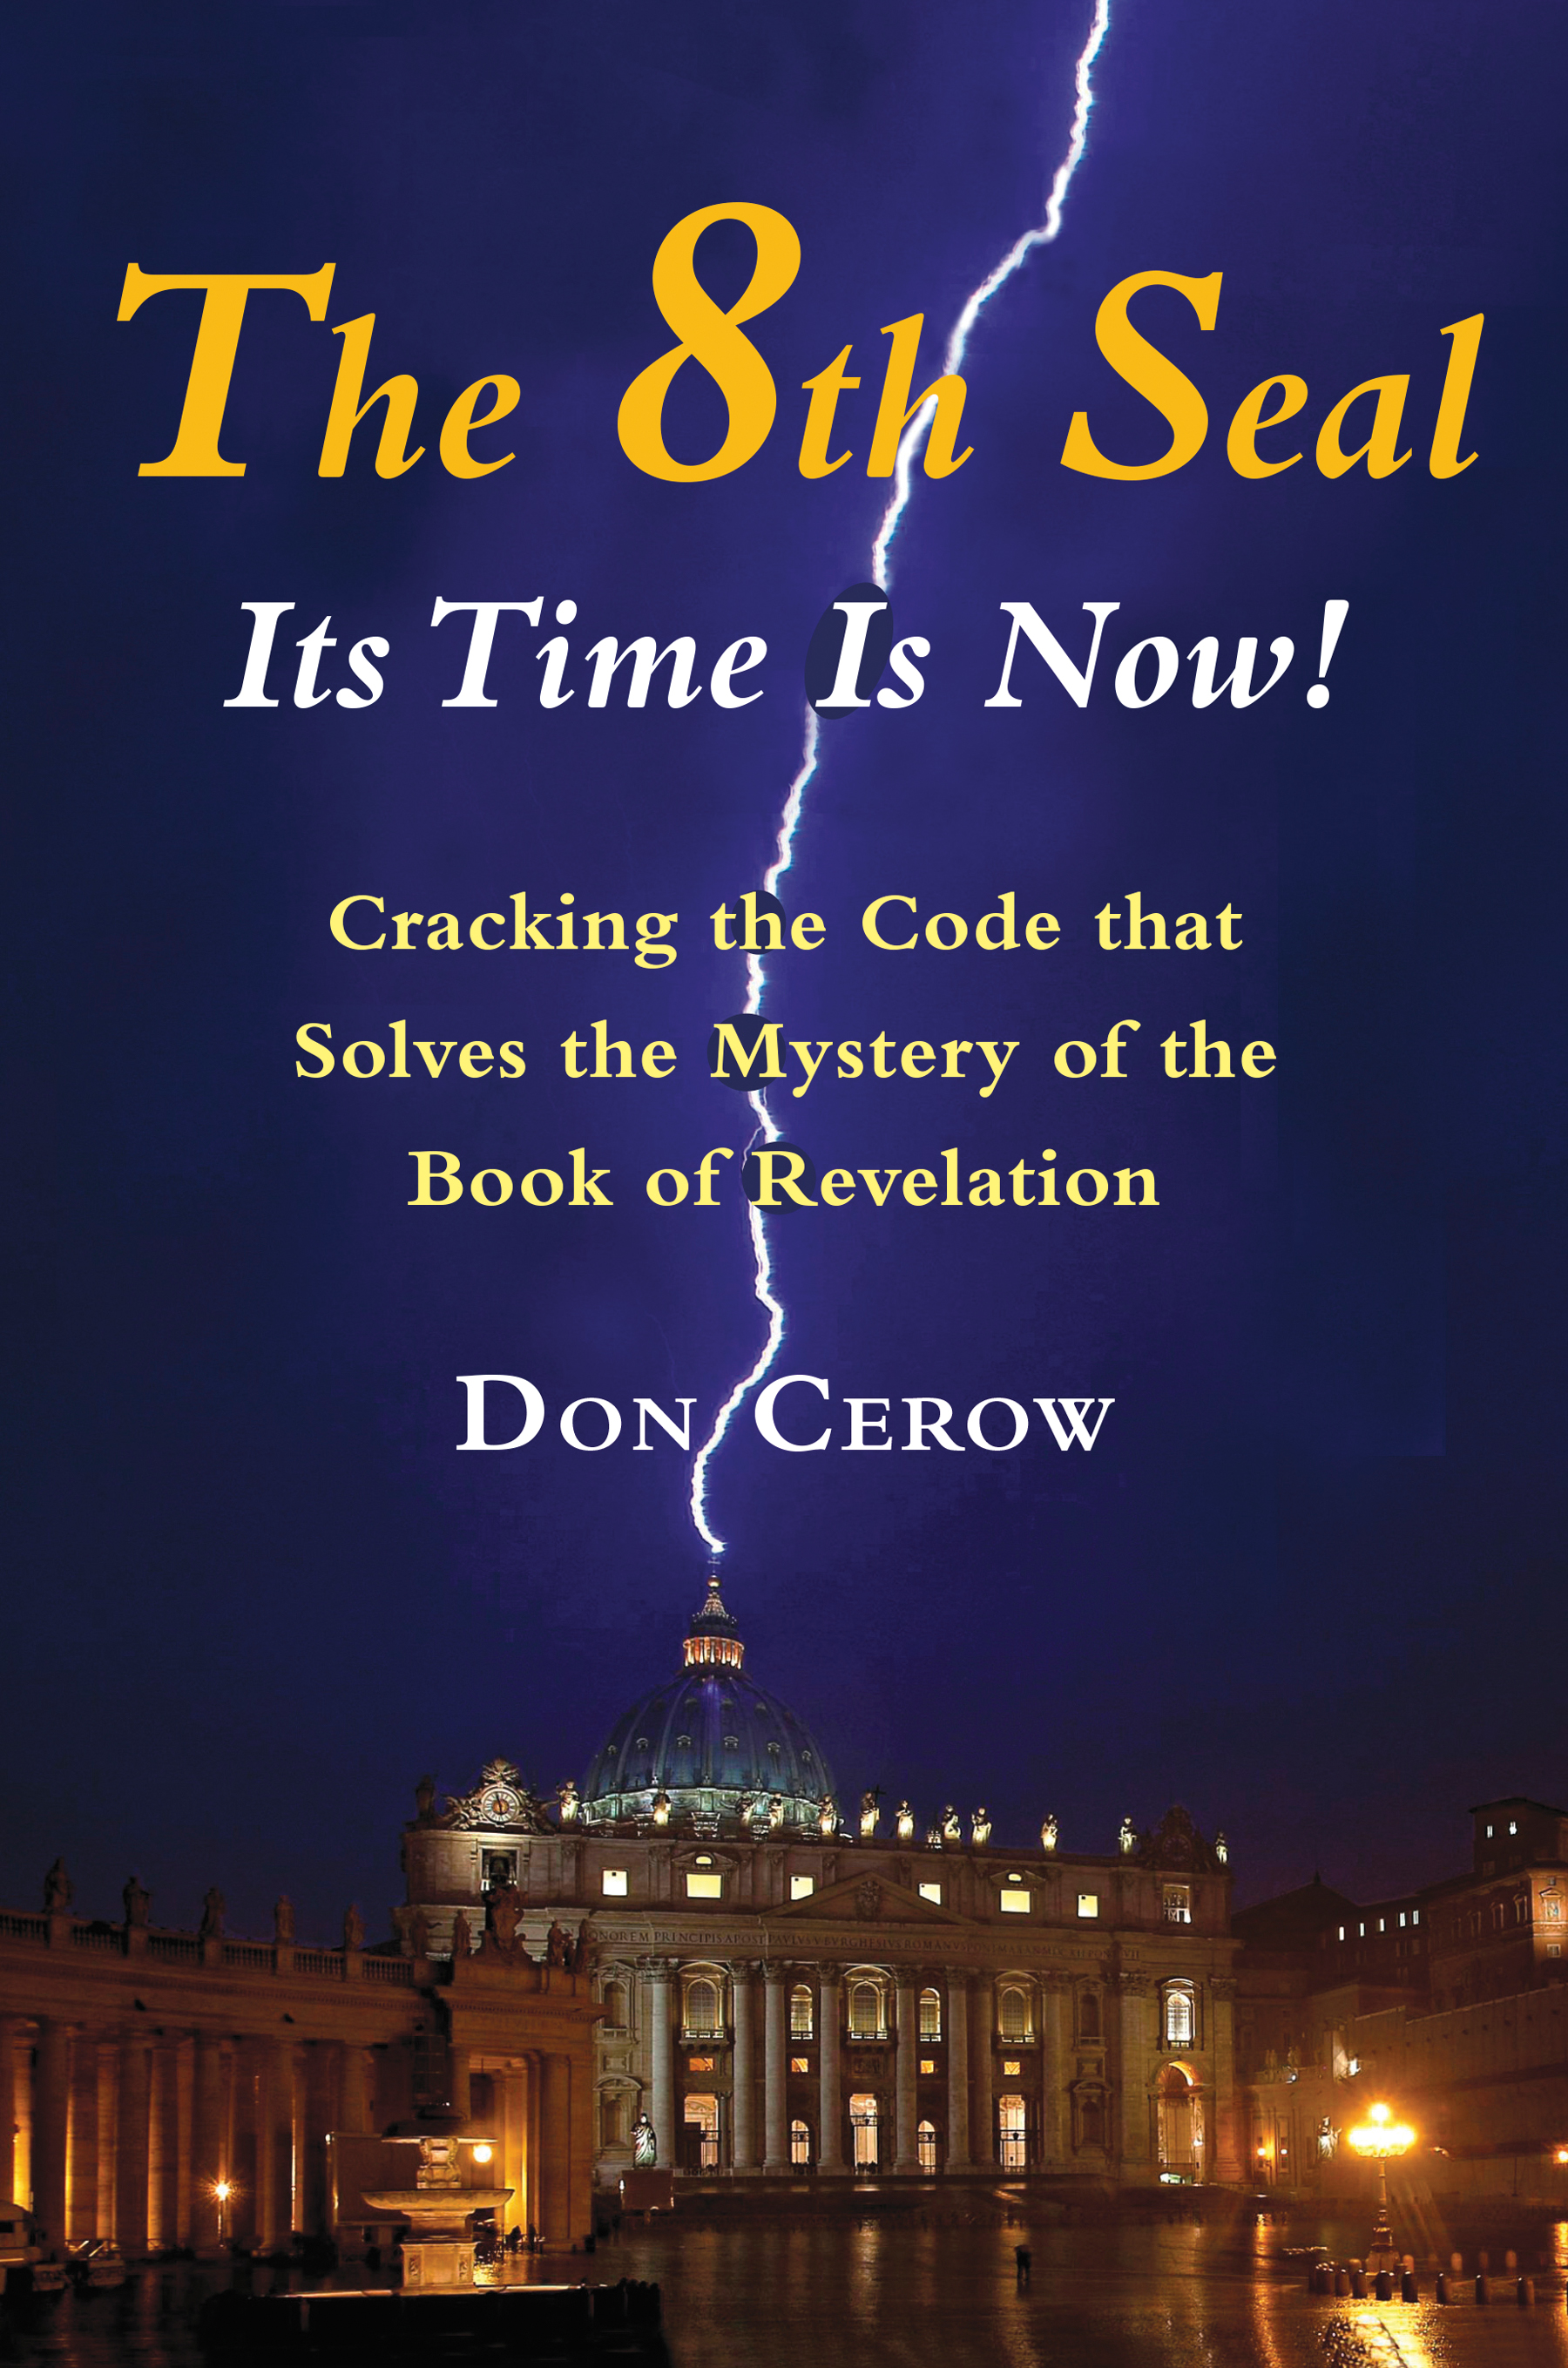 The 8th Seal
Its Time Is Now!
Cracking the Code that
Solves the Mystery of the
Book of Revelation
Don Cerow